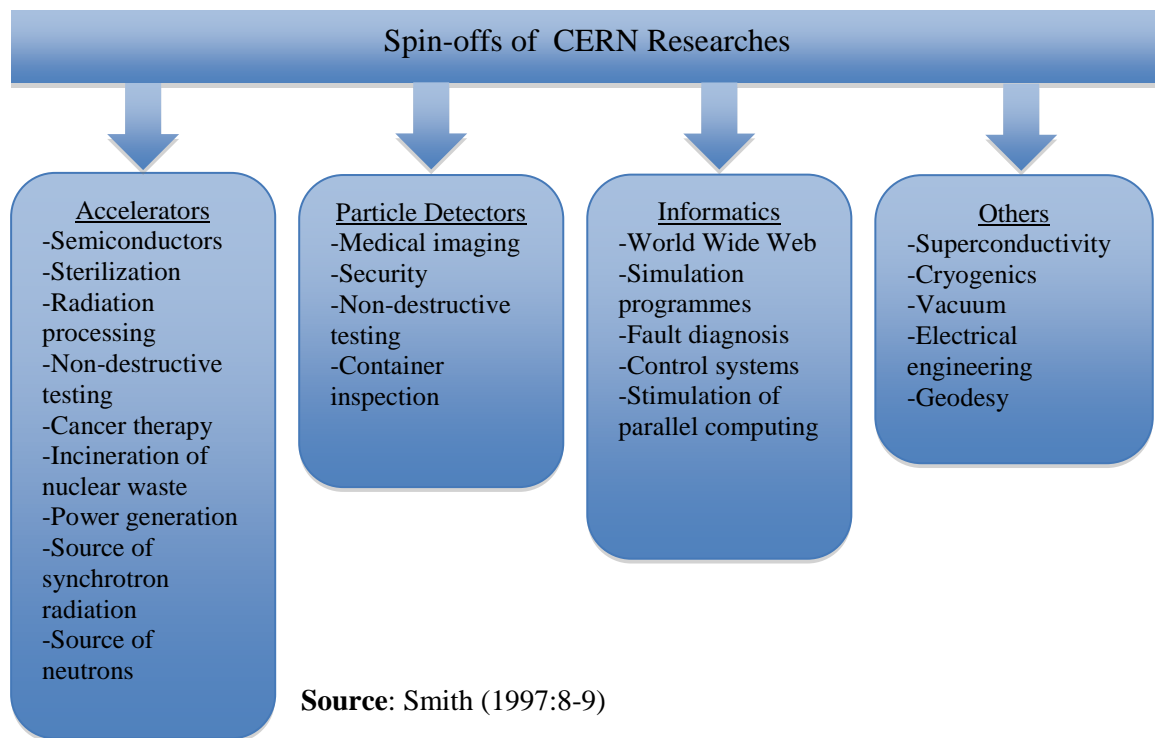 Spin-offs of CERN Researches
Accelerators
-Semiconductors
-Sterilization
-Radiation
processing
-Non-destructive
testing
-Cancer therapy
-Incineration of
nuclear waste
-Power generation
-Source of
synchrotron
radiation
-Source of
neutrons
Particle Detectors
-Medical imaging
-Security
-Non-destructive
testing
-Container
inspection
Informatics
-World Wide Web
-Simulation
programmes
-Fault diagnosis
-Control systems
-Stimulation of
parallel computing
Others
-Superconductivity
-Cryogenics
-Vacuum
-Electrical
engineering
-Geodesy
Source: Smith (1997:8-9)